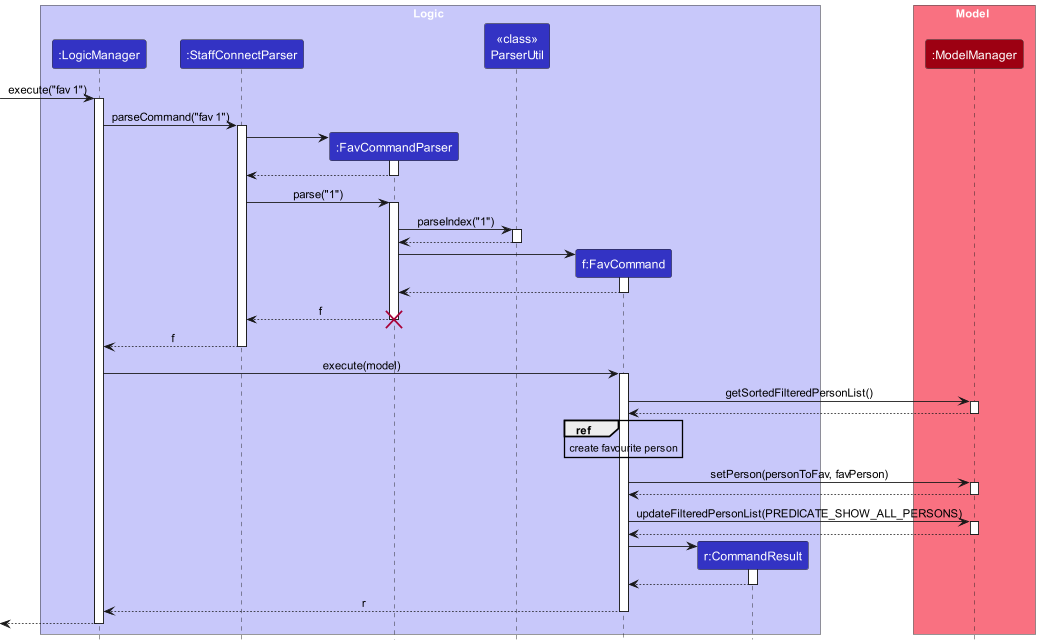 Logic
Model
«class»
:LogicManager
:StaffConnectParser
ParserUtil
:ModelManager
execute("fav 1")
parseCommand("fav 1")
:FavCommandParser
parse("1")
parseIndex("1")
f:FavCommand
f
f
execute(model)
getSortedFilteredPersonList()
ref
create favourite person
setPerson(personToFav, favPerson)
updateFilteredPersonList(PREDICATE_SHOW_ALL_PERSONS)
r:CommandResult
r